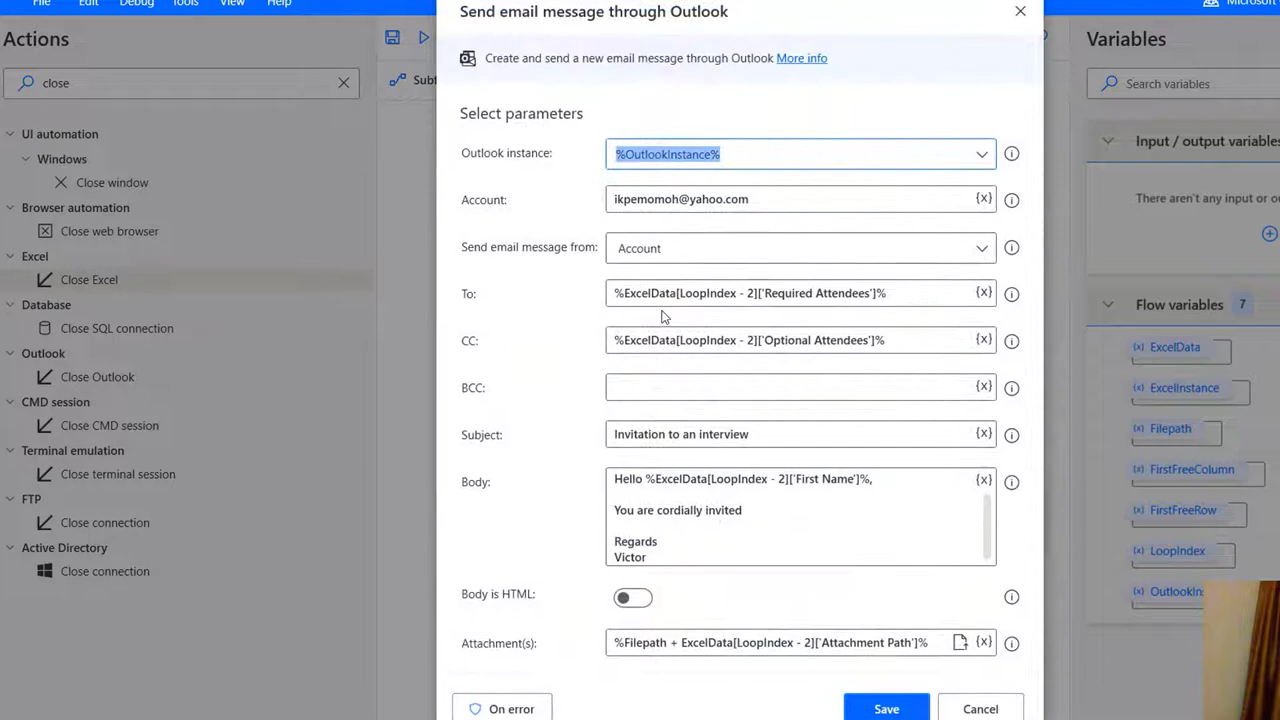 File Edit Debug Tools View Help
Microsoft
Send email message through Outlook
Actions
Variables
Create and send a new email message through Outlook More info
close
Subf
Search variables
Select parameters
UI automation
Windows
Close window
Browser automation
Close web browser
Excel
Close Excel
Database
Close SQL connection
Outlook
Close Outlook
CMD session
Close CMD session
Terminal emulation
Close terminal session
FTP
Close connection
Active Directory
Close connection
Outlook instance: %OutlookInstance%
Account: ikpemomoh@yahoo.com {x}
Send email message from: Account
To: %ExcelData[LoopIndex - 2]['Required Attendees']% {x}
CC: %ExcelData[LoopIndex - 2]['Optional Attendees']% {x}
BCC: {x}
Subject: Invitation to an interview {x}
Body: Hello %ExcelData[LoopIndex - 2]['First Name']%, {x}
You are cordially invited
Regards
Victor
Body is HTML:
Attachment(s): %Filepath + ExcelData[LoopIndex - 2]['Attachment Path']% {x}
On error
Save
Cancel
Input / output variables
There aren't any input or ou
Flow variables 7
{x} ExcelData
{x} ExcelInstance
{x} Filepath
{x} FirstFreeColumn
{x} FirstFreeRow
{x} LoopIndex
{x} OutlookIns